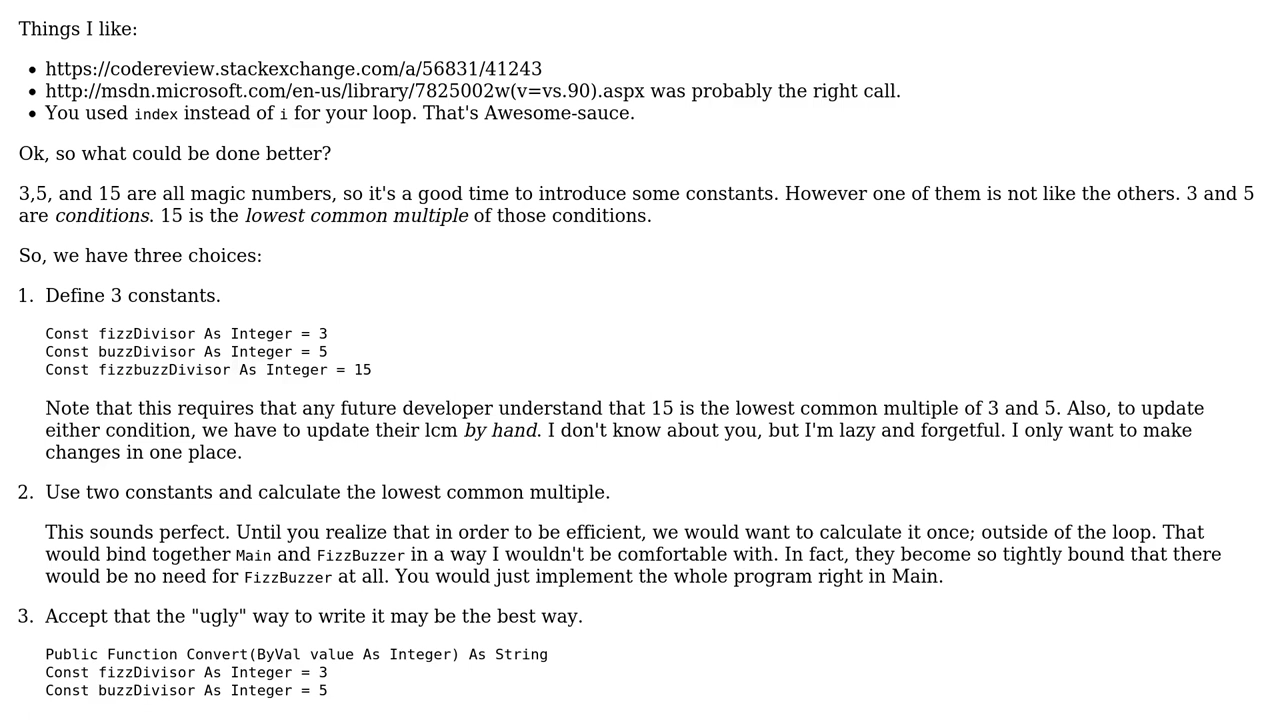 Things I like:
• https://codereview.stackexchange.com/a/56831/41243
• http://msdn.microsoft.com/en-us/library/7825002w(v=vs.90).aspx was probably the right call.
• You used index instead of i for your loop. That's Awesome-sauce.
Ok, so what could be done better?
3,5, and 15 are all magic numbers, so it's a good time to introduce some constants. However one of them is not like the others. 3 and 5
are conditions. 15 is the lowest common multiple of those conditions.
So, we have three choices:
1. Define 3 constants.
Const fizzDivisor As Integer = 3
Const buzzDivisor As Integer = 5
Const fizzbuzzDivisor As Integer = 15
Note that this requires that any future developer understand that 15 is the lowest common multiple of 3 and 5. Also, to update
either condition, we have to update their lcm by hand. I don't know about you, but I'm lazy and forgetful. I only want to make
changes in one place.
2. Use two constants and calculate the lowest common multiple.
This sounds perfect. Until you realize that in order to be efficient, we would want to calculate it once; outside of the loop. That
would bind together Main and FizzBuzzer in a way I wouldn't be comfortable with. In fact, they become so tightly bound that there
would be no need for FizzBuzzer at all. You would just implement the whole program right in Main.
3. Accept that the "ugly" way to write it may be the best way.
Public Function Convert(ByVal value As Integer) As String
Const fizzDivisor As Integer = 3
Const buzzDivisor As Integer = 5